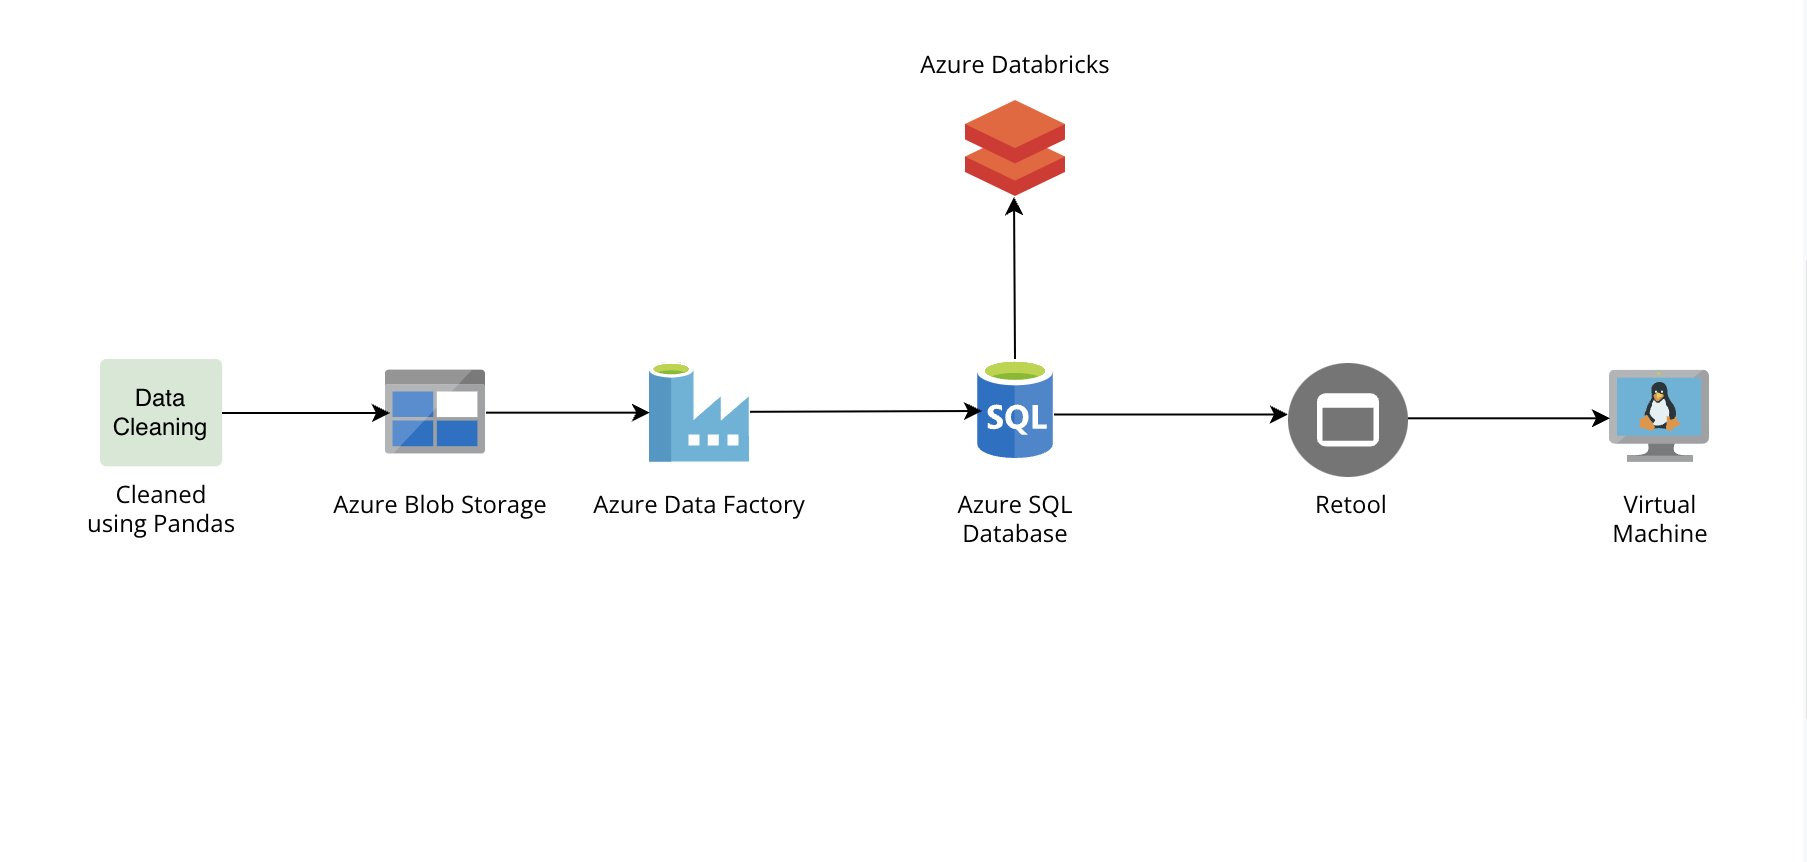 Azure Databricks
Data
Cleaning
Cleaned
using Pandas
Azure Blob Storage
Azure Data Factory
SQL
Azure SQL
Database
Retool
Virtual
Machine